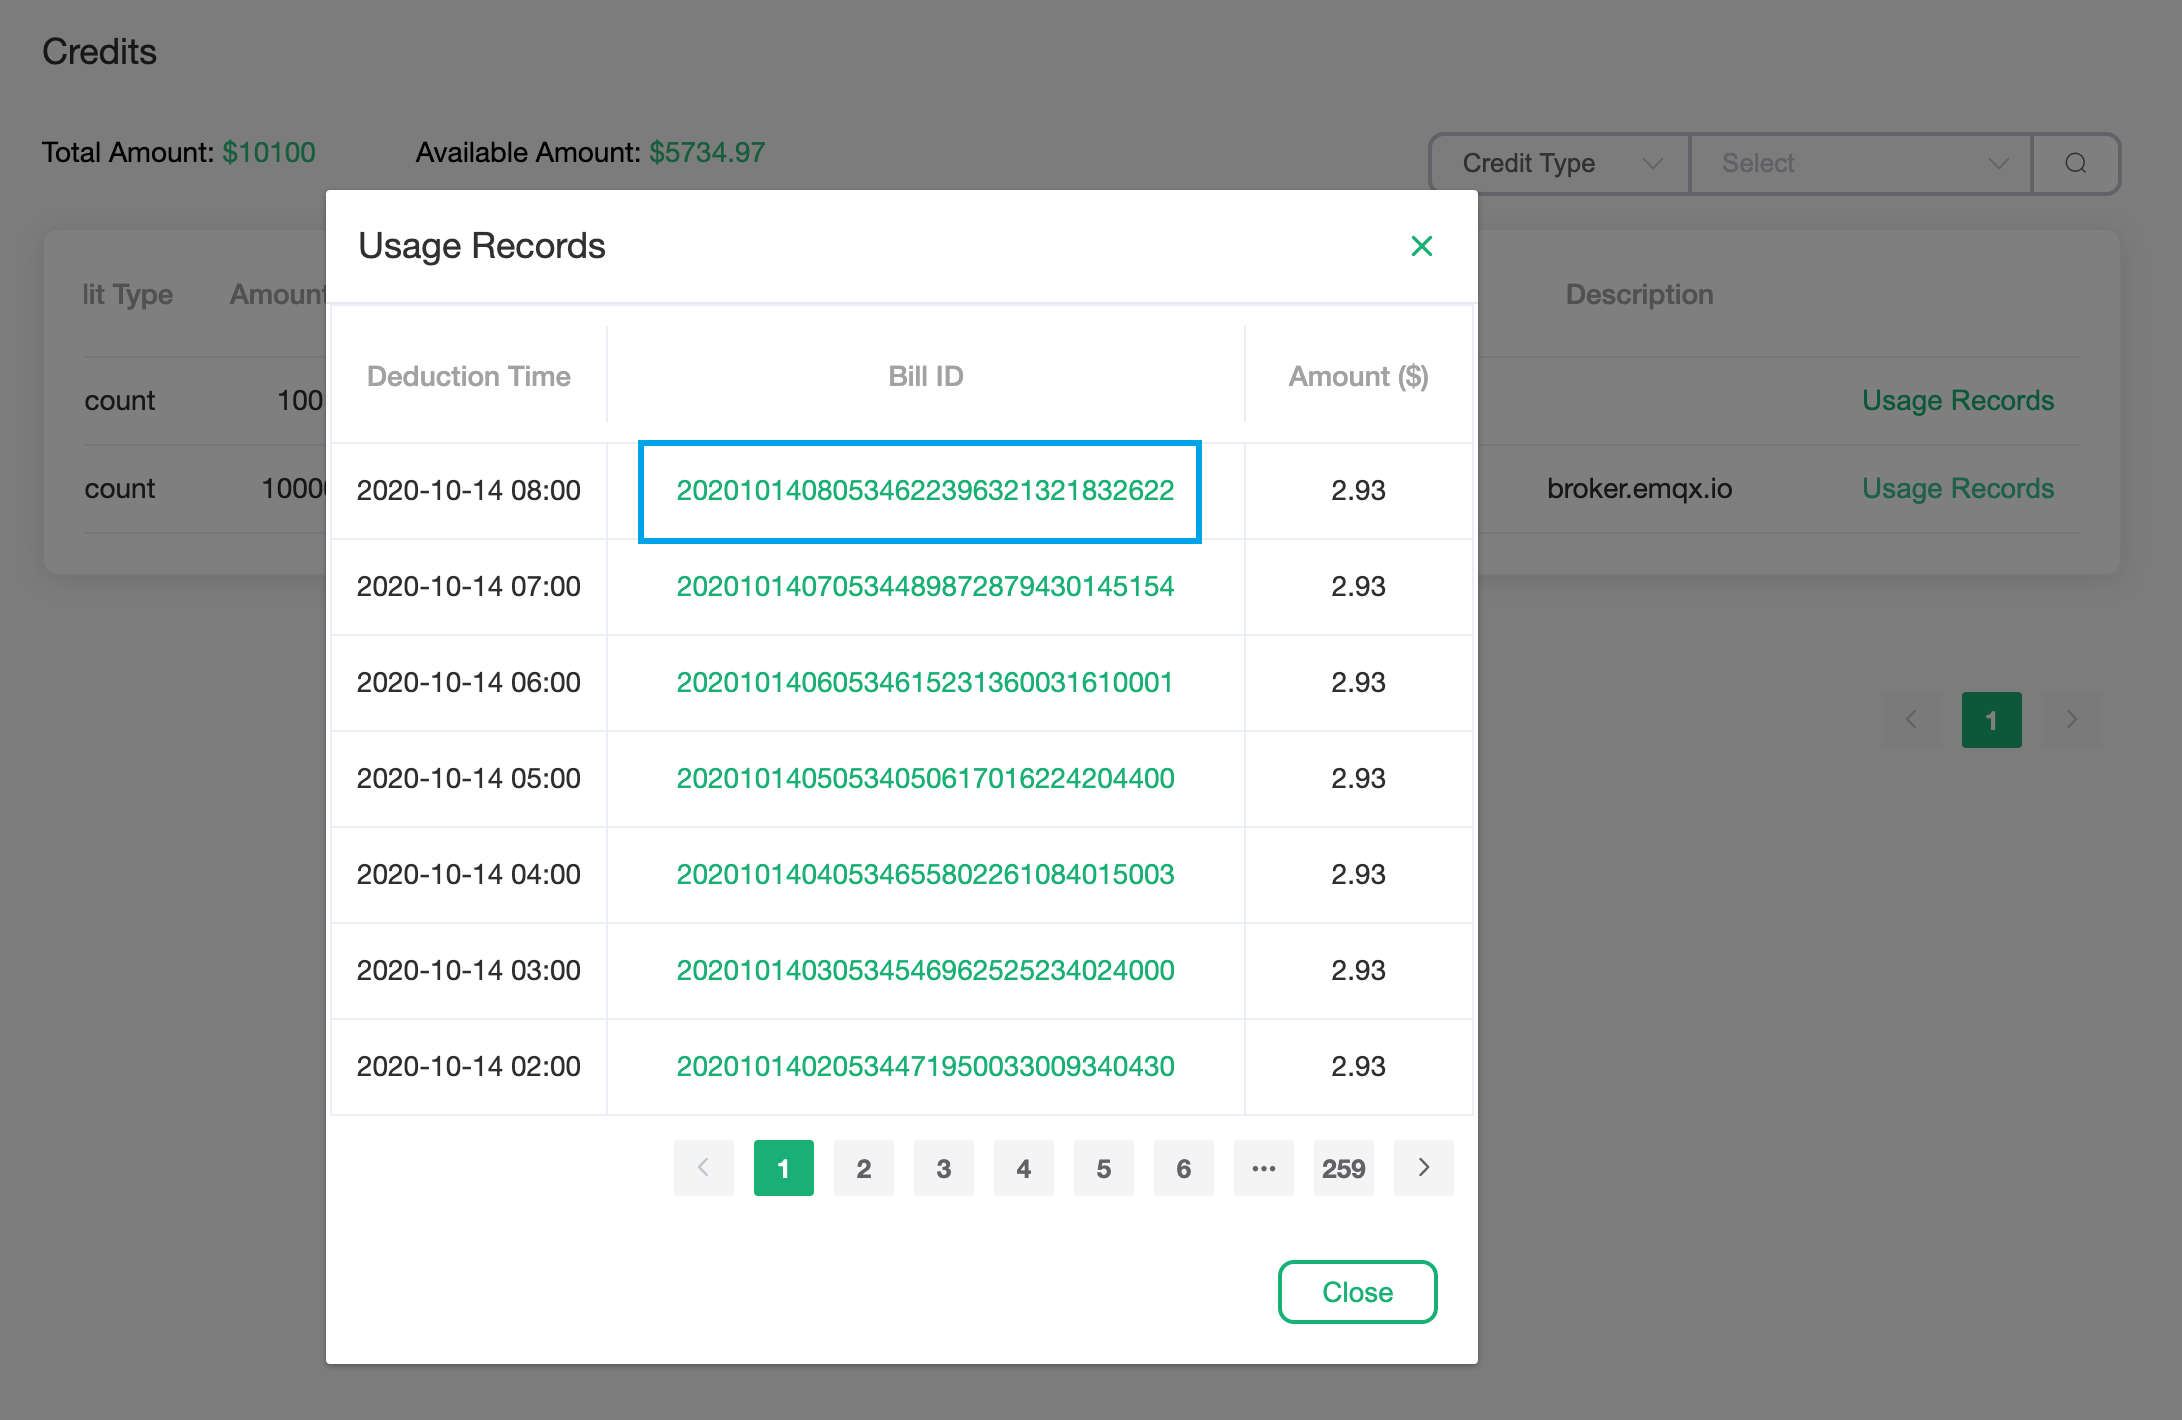 Credits
Total Amount: $10100
Available Amount: $5734.97
Credit Type
Select
lit Type
Amount
Description
count
100
Usage Records
count
1000
broker.emqx.io
Usage Records
1
Usage Records
Deduction Time
Bill ID
Amount ($)
2020-10-14 08:00
20201014080534622396321321832622
2.93
2020-10-14 07:00
20201014070534489872879430145154
2.93
2020-10-14 06:00
20201014060534615231360031610001
2.93
2020-10-14 05:00
20201014050534050617016224204400
2.93
2020-10-14 04:00
20201014040534655802261084015003
2.93
2020-10-14 03:00
20201014030534546962525234024000
2.93
2020-10-14 02:00
20201014020534471950033009340430
2.93
1 2 3 4 5 6 ··· 259
Close